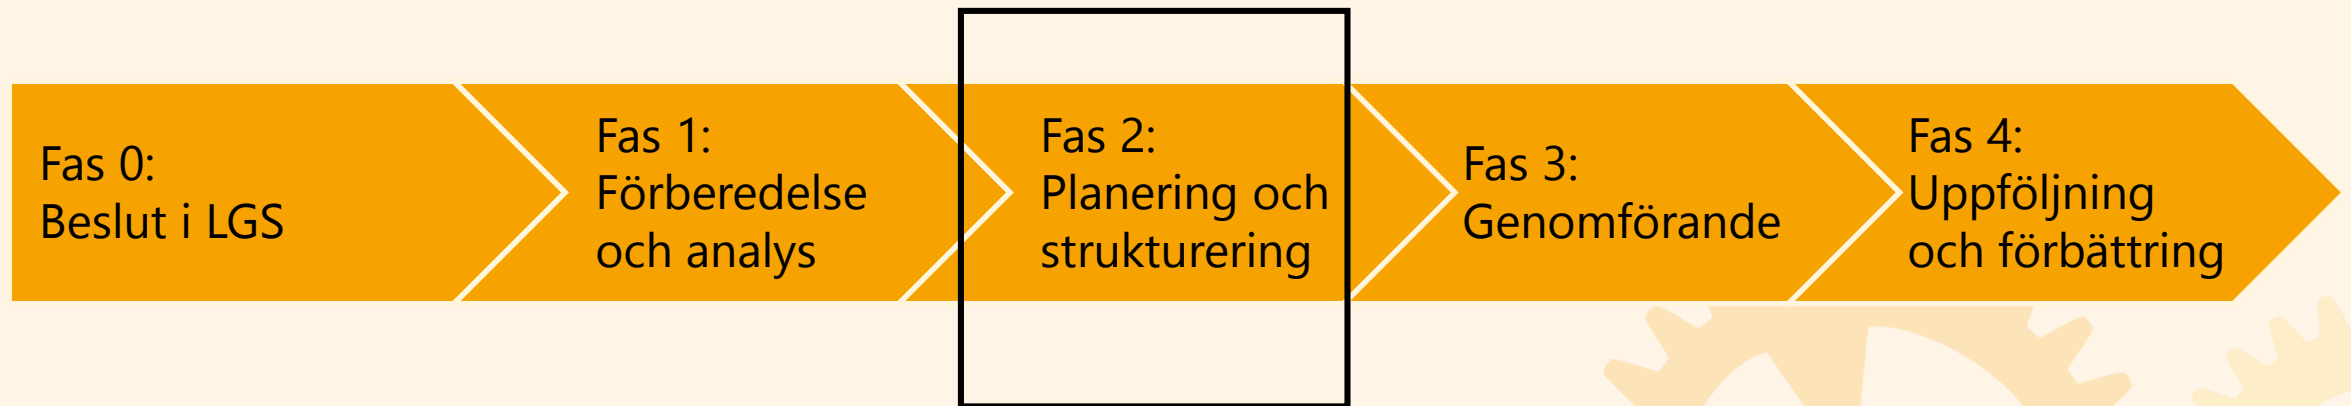 Fas 0:
Beslut i LGS
Fas 1:
Förberedelse
och analys
Fas 2:
Planering och
strukturering
Fas 3:
Genomförande
Fas 4:
Uppföljning
och förbättring